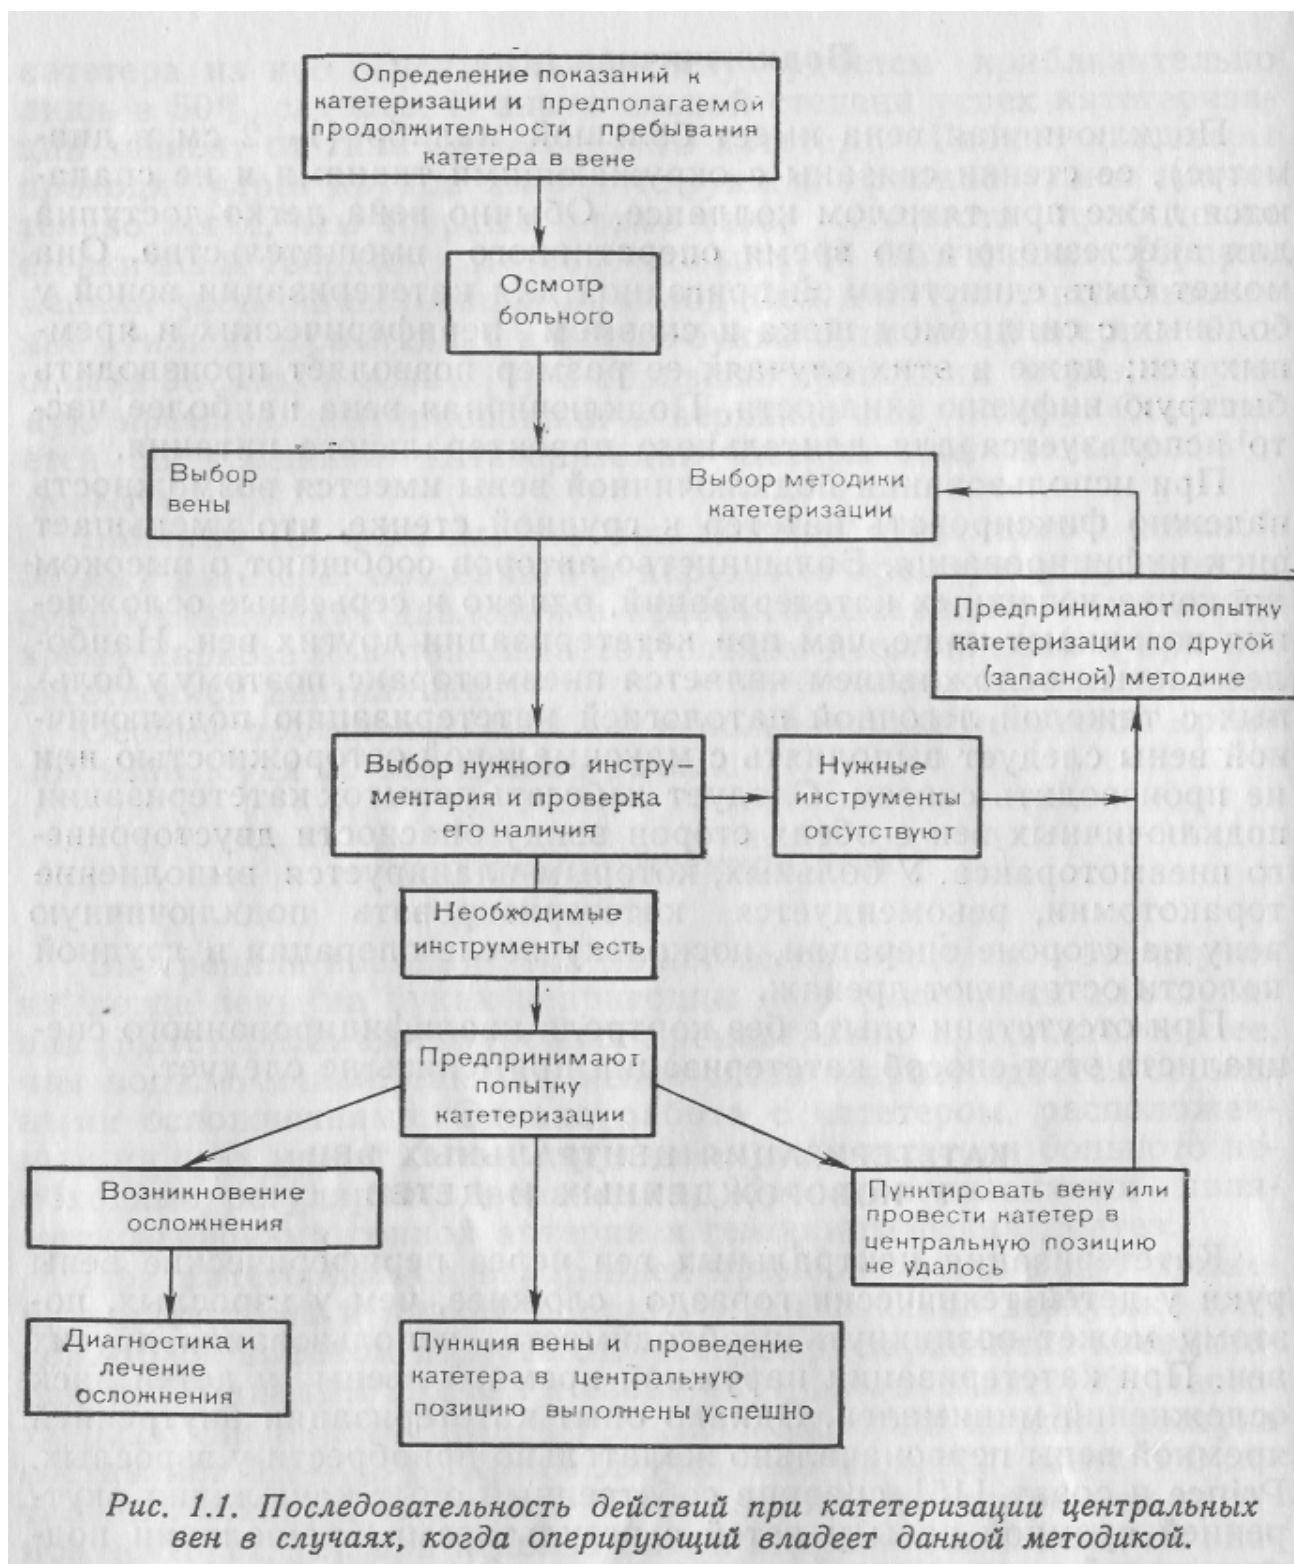 Определение показаний к
катетеризации и предполагаемой
продолжительности пребывания
катетера в вене
Осмотр
больного
Выбор
вены
Выбор методики
катетеризации
Предпринимают попытку
катетеризации по другой
(запасной) методике
Выбор нужного инстру-
ментария и проверка
его наличия
Нужные
инструменты
отсутствуют
Необходимые
инструменты есть
Предпринимают
попытку
катетеризации
Возникновение
осложнения
Пунктировать вену или
провести катетер в
центральную позицию
не удалось
Диагностика и
лечение
осложнения
Пункция вены и проведение
катетера в центральную
позицию выполнены успешно
Рис. 1.1. Последовательность действий при катетеризации центральных
вен в случаях, когда оперирующий владеет данной методикой.